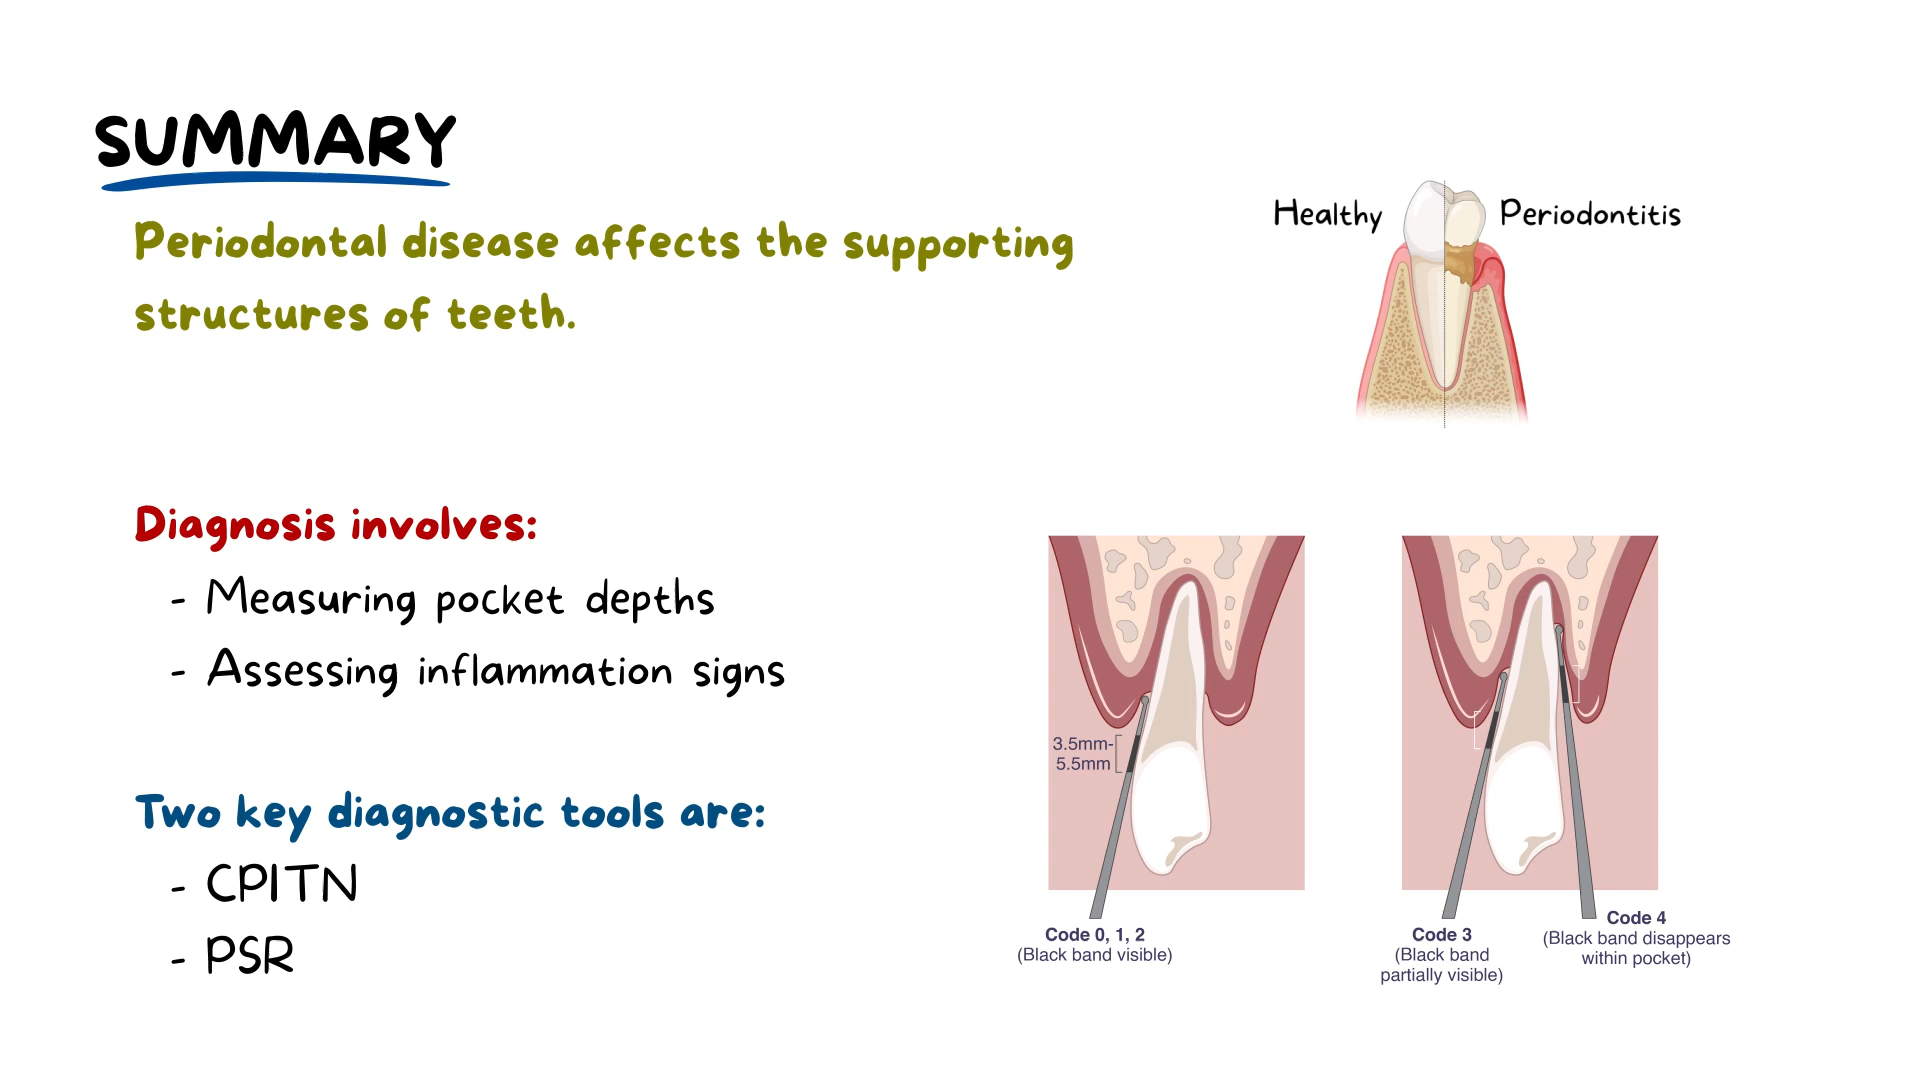 SUMMARY
Periodontal disease affects the supporting
structures of teeth.
Healthy
Periodontitis
Diagnosis involves:
- Measuring pocket depths
- Assessing inflammation signs
Two key diagnostic tools are:
- CPITN
- PSR
3.5mm-
5.5mm
Code 0, 1, 2
(Black band visible)
Code 3
(Black band
partially visible)
Code 4
(Black band disappears
within pocket)